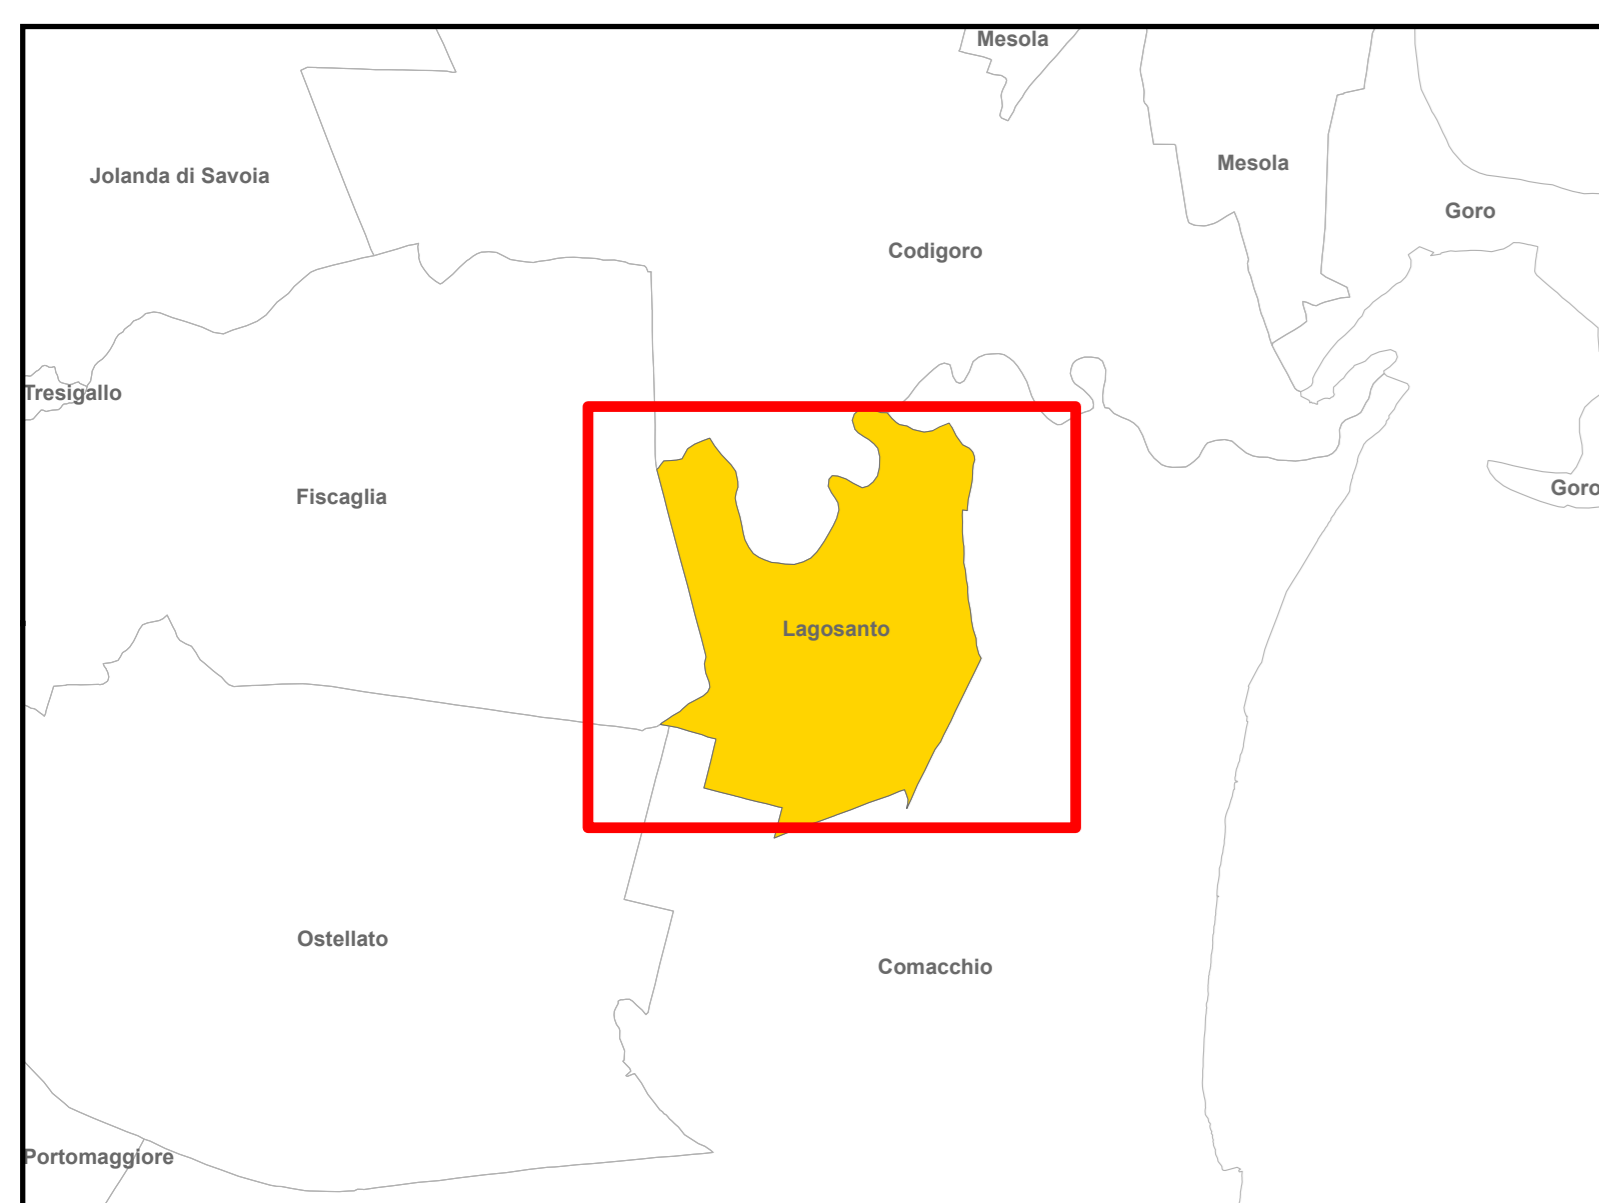 Mesola
Mesola
Jolanda di Savoia
Goro
Codigoro
Tresigallo
Goro
Fiscaglia
Lagosanto
Ostellato
Comacchio
Portomaggiore